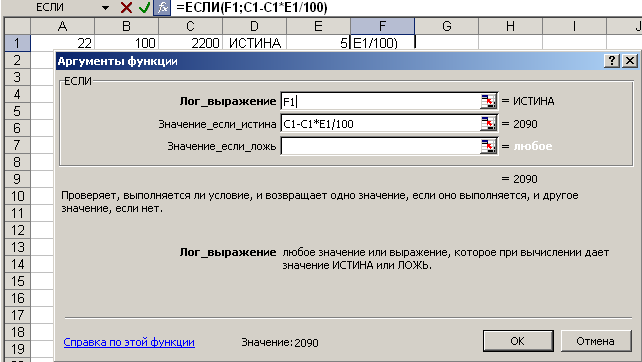 ЕСЛИ =ЕСЛИ(F1;C1-C1*E1/100)
A B C D E F G H I J
1 22 100 2200 ИСТИНА 5 E1/100)
2 Аргументы функции
3 ЕСЛИ
4 Лог_выражение F1 = ИСТИНА
5
6 Значение_если_истина C1-C1*E1/100 = 2090
7 Значение_если_ложь = любое
8
9 = 2090
10 Проверяет, выполняется ли условие, и возвращает одно значение, если оно выполняется, и другое
11 значение, если нет.
12
13
14 Лог_выражение любое значение или выражение, которое при вычислении дает
15 значение ИСТИНА или ЛОЖЬ.
16
17
18 Справка по этой функции Значение:2090 OK Отмена
19